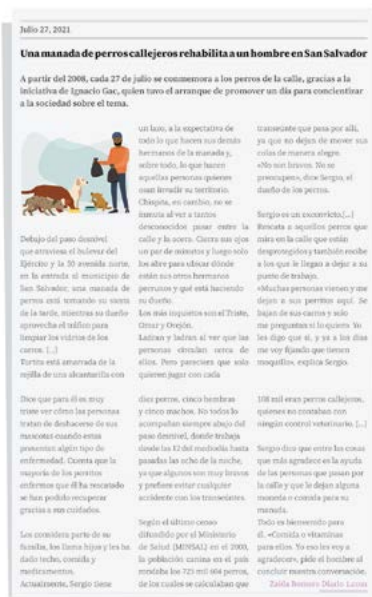 Julio 27, 2021
Una manada de perros callejeros rehabilita a un hombre en San Salvador
A partir del 2008, cada 27 de julio se conmemora a los perros de la calle, gracias a la
iniciativa de Ignacio Gac, quien tuvo el arranque de promover un día para concientizar
a la sociedad sobre el tema.
Debajo del paso desnivel
que atraviesa el bulevar del
Ejército y la 50 avenida norte,
en la entrada al municipio de
San Salvador, una manada de
perros está tomando su siesta
de la tarde, mientras su dueño
aprovecha el tráfico para
limpiar los vidrios de los
carros. [...]
Tortita está amarrada de la
rejilla de una alcantarilla con
un lazo, a la expectativa de
todo lo que hacen sus demás
hermanos de la manada y,
sobre todo, lo que hacen
aquellas personas quienes
osan invadir su territorio.
Chispita, en cambio, no se
inmuta al ver a tantos
desconocidos pasar entre la
calle y la acera. Cierra sus ojos
un par de minutos y luego solo
los abre para ubicar dónde
están sus otros hermanos
perrunos y qué está haciendo
su dueño.
Los más inquietos son el Triste,
Omar y Orejón.
Ladran y ladran al ver que las
personas circulan cerca de
ellos. Pero pareciera que solo
quieren jugar con cada
transeúnte que pasa por allí,
ya que no dejan de mover sus
colas de manera alegre.
«No son bravos. No se
preocupe», dice Sergio, el
dueño de los perros.
Sergio es un exconvicto.[...]
Rescata a aquellos perros que
mira en la calle que están
desprotegidos y también recibe
a los que le llegan a dejar a su
punto de trabajo.
«Muchas personas vienen y me
dejan a sus perritos aquí. Se
bajan de sus carros y solo
me preguntan si lo quiero. Yo
les digo que sí, y ya a los días
me voy fijando que tienen
moquillo», explica Sergio.
Dice que para él es muy
triste ver cómo las personas
tratan de deshacerse de sus
mascotas cuando estas
presentan algún tipo de
enfermedad. Cuenta que la
mayoría de los perritos
enfermos que él ha rescatado
se han podido recuperar
gracias a sus cuidados.
Los considera parte de su
familia, los llama hijos y les ha
dado techo, comida y
medicamentos.
Actualmente, Sergio tiene
diez perros, cinco hembras
y cinco machos. No todos lo
acompañan siempre abajo del
paso desnivel, donde trabaja
desde las 12 del mediodía hasta
pasadas las ocho de la noche,
ya que algunos son muy bravos
y prefiere evitar cualquier
accidente con los transeúntes.
Según el último censo
difundido por el Ministerio
de Salud (MINSAL) en el 2003,
la población canina en el país
rondaba los 725 mil 604 perros,
de los cuales se calculaban que
108 mil eran perros callejeros,
quienes no contaban con
ningún control veterinario. [...]
Sergio dice que entre las cosas
que más agradece es la ayuda
de las personas que pasan por
la calle y que le dejan alguna
moneda o comida para su
manada.
Todo es bienvenido para
él. «Comida o vitaminas
para ellos. Yo eso les voy a
agradecer», pide el hombre al
concluir nuestra conversación.
Zaida Romero Diario 1.com